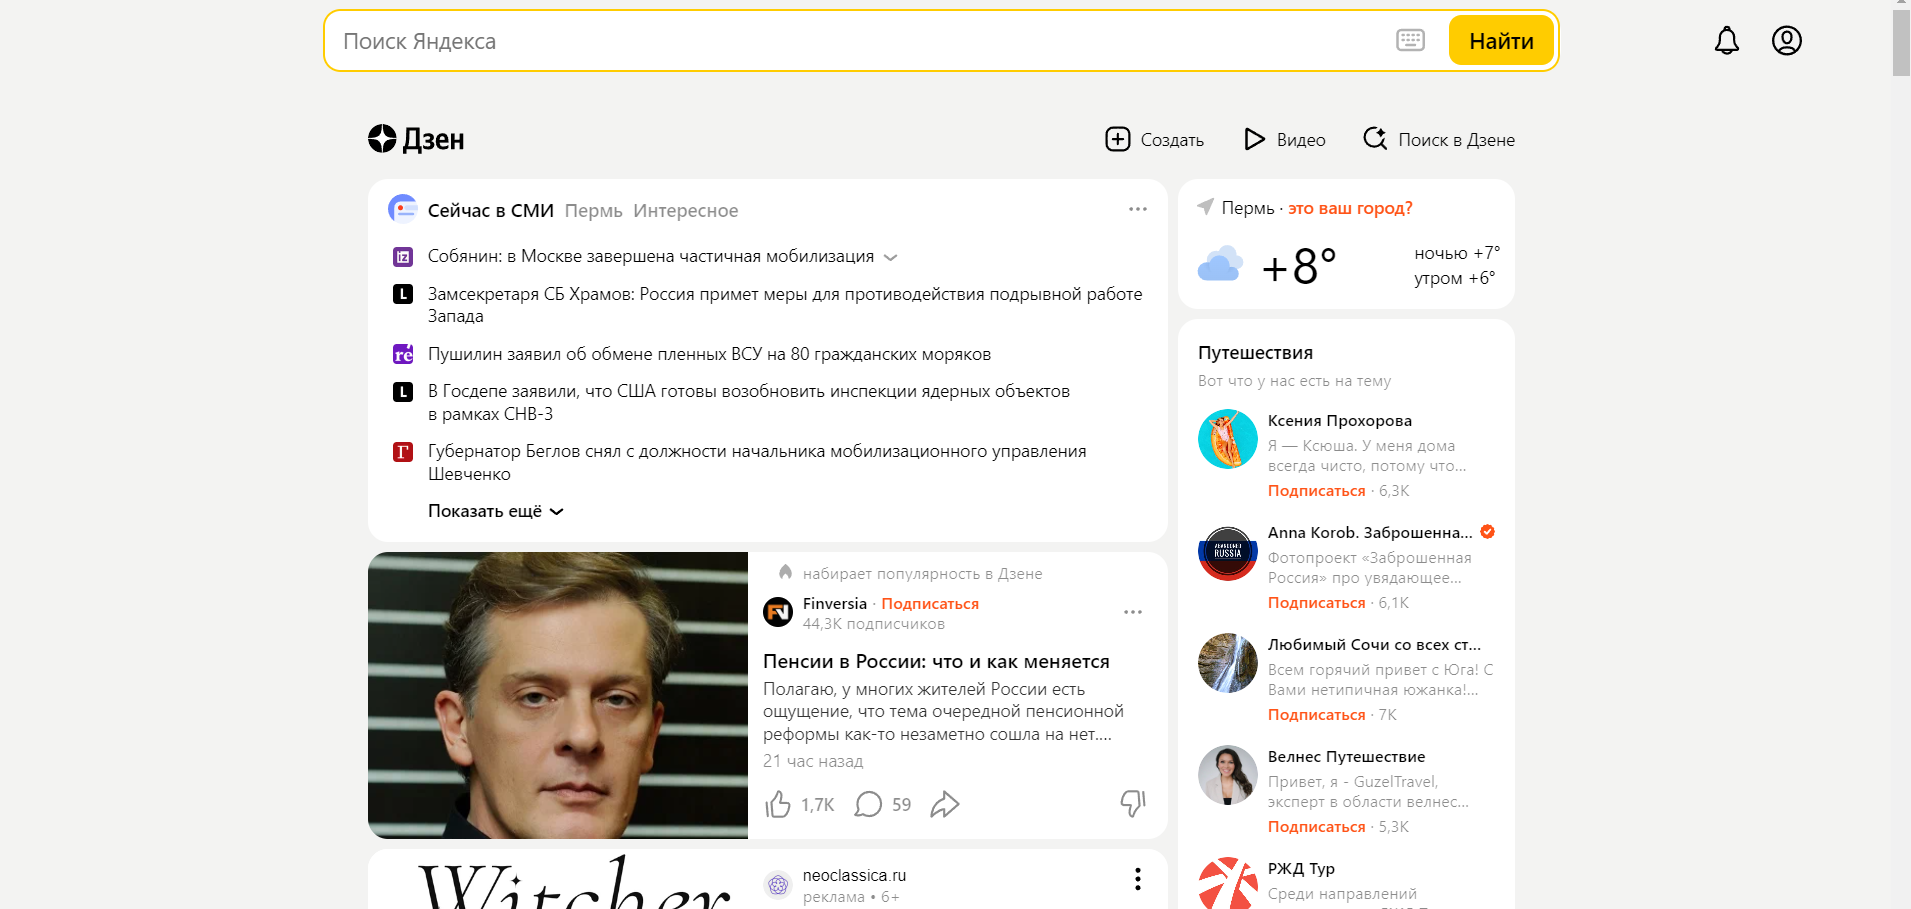 Поиск Яндекса
Найти
Дзен
Создать
Видео
Поиск в Дзене
Сейчас в СМИ Пермь Интересное
Собянин: в Москве завершена частичная мобилизация
Замсекретаря СБ Храмов: Россия примет меры для противодействия подрывной работе
Запада
Пушилин заявил об обмене пленных ВСУ на 80 гражданских моряков
В Госдепе заявили, что США готовы возобновить инспекции ядерных объектов
в рамках СНВ-3
Губернатор Беглов снял с должности начальника мобилизационного управления
Шевченко
Показать ещё
набирает популярность в Дзене
Finversia · Подписаться
44,3K подписчиков
Пенсии в России: что и как меняется
Полагаю, у многих жителей России есть
ощущение, что тема очередной пенсионной
реформы как-то незаметно сошла на нет....
21 час назад
1,7K
59
Witcher
neoclassica.ru
реклама • 6+
Пермь · это ваш город?
+8°
ночью +7°
утром +6°
Путешествия
Вот что у нас есть на тему
Ксения Прохорова
Я — Ксюша. У меня дома
всегда чисто, потому что...
Подписаться · 6,3K
ABANDONED
RUSSIA
Anna Korob. Заброшенна...
Фотопроект «Заброшенная
Россия» про увядающее...
Подписаться · 6,1K
Любимый Сочи со всех ст...
Всем горячий привет с Юга! С
Вами нетипичная южанка!...
Подписаться · 7K
Велнес Путешествие
Привет, я - GuzelTravel,
эксперт в области велнес...
Подписаться · 5,3K
РЖД Тур
Среди направлений